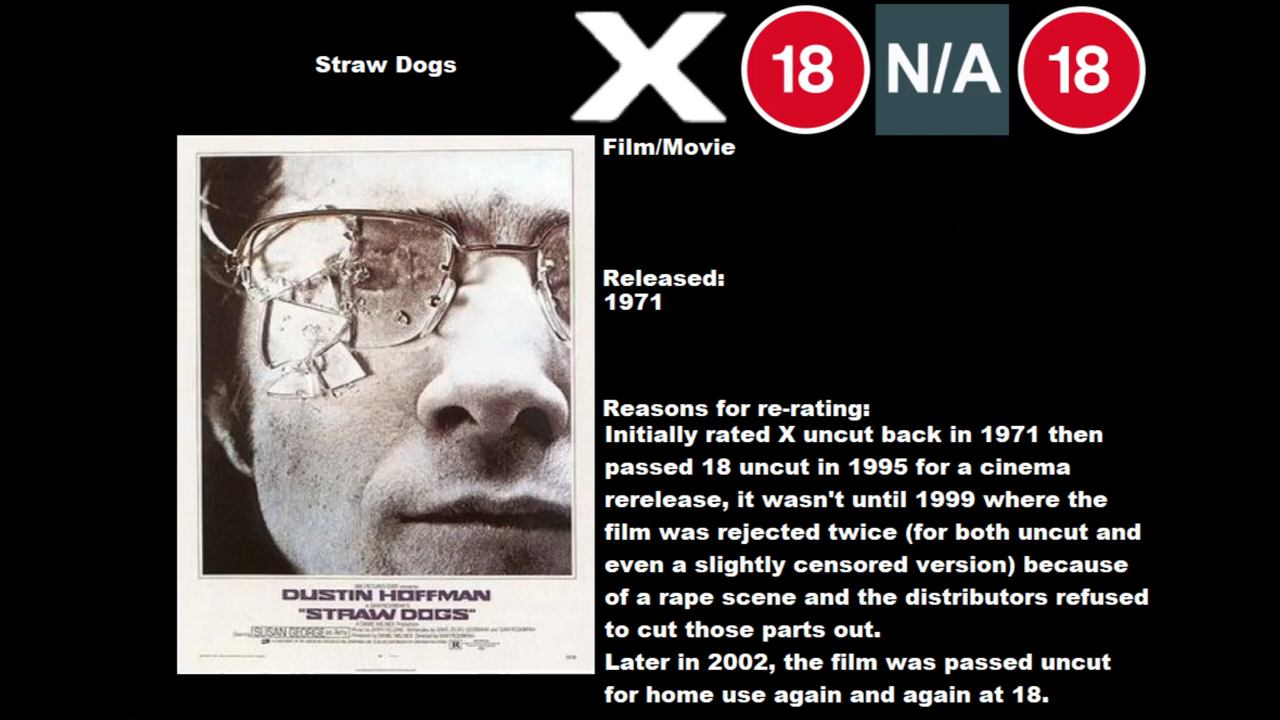 Straw Dogs
X 18 N/A 18
Film/Movie
Released:
1971
Reasons for re-rating:
Initially rated X uncut back in 1971 then
passed 18 uncut in 1995 for a cinema
rerelease, it wasn't until 1999 where the
film was rejected twice (for both uncut and
even a slightly censored version) because
of a rape scene and the distributors refused
to cut those parts out.
Later in 2002, the film was passed uncut
for home use again and again at 18.
DUSTIN HOFFMAN
"STRAW DOGS"
SUSAN GEORGE as Amy
R